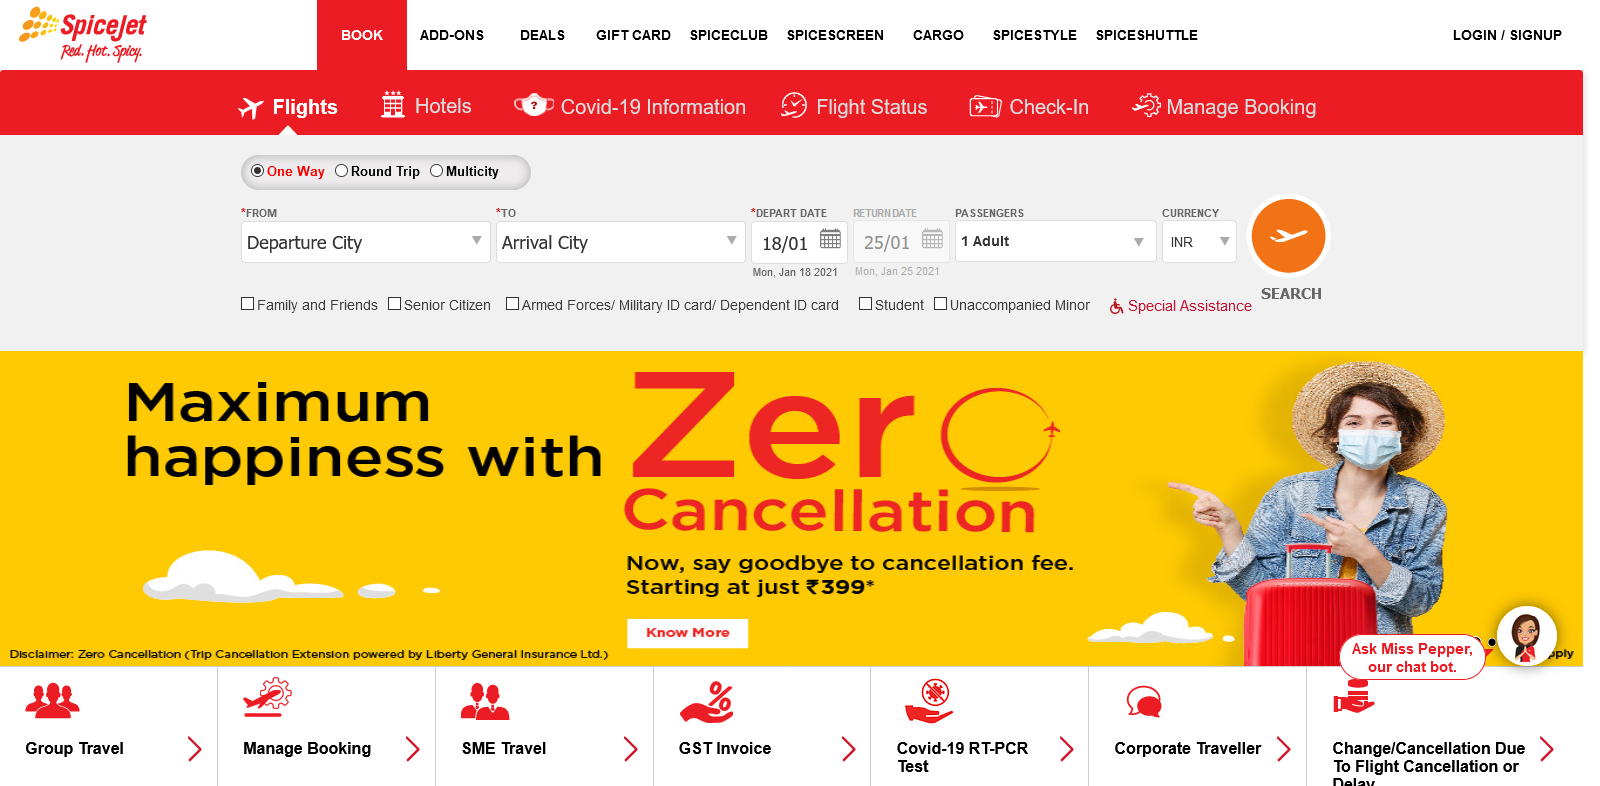 SpiceJet
Red. Hot. Spicy.
BOOK ADD-ONS DEALS GIFT CARD SPICECLUB SPICESCREEN CARGO SPICESTYLE SPICESHUTTLE LOGIN / SIGNUP
Flights Hotels ? Covid-19 Information Flight Status Check-In Manage Booking
One Way Round Trip Multicity
*FROM *TO *DEPART DATE RETURN DATE PASSENGERS CURRENCY
Departure City Arrival City 18/01 25/01 1 Adult INR
Mon, Jan 18 2021 Mon, Jan 25 2021
SEARCH
Family and Friends Senior Citizen Armed Forces/ Military ID card/ Dependent ID card Student Unaccompanied Minor Special Assistance
Maximum
happiness with
Zero
Cancellation
Now, say goodbye to cancellation fee.
Starting at just ₹399*
Know More
Disclaimer: Zero Cancellation (Trip Cancellation Extension powered by Liberty General Insurance Ltd.)
Ask Miss Pepper,
our chat bot.
%
Group Travel
Manage Booking
SME Travel
GST Invoice
Covid-19 RT-PCR
Test
Corporate Traveller
Change/Cancellation Due
To Flight Cancellation or
Delay